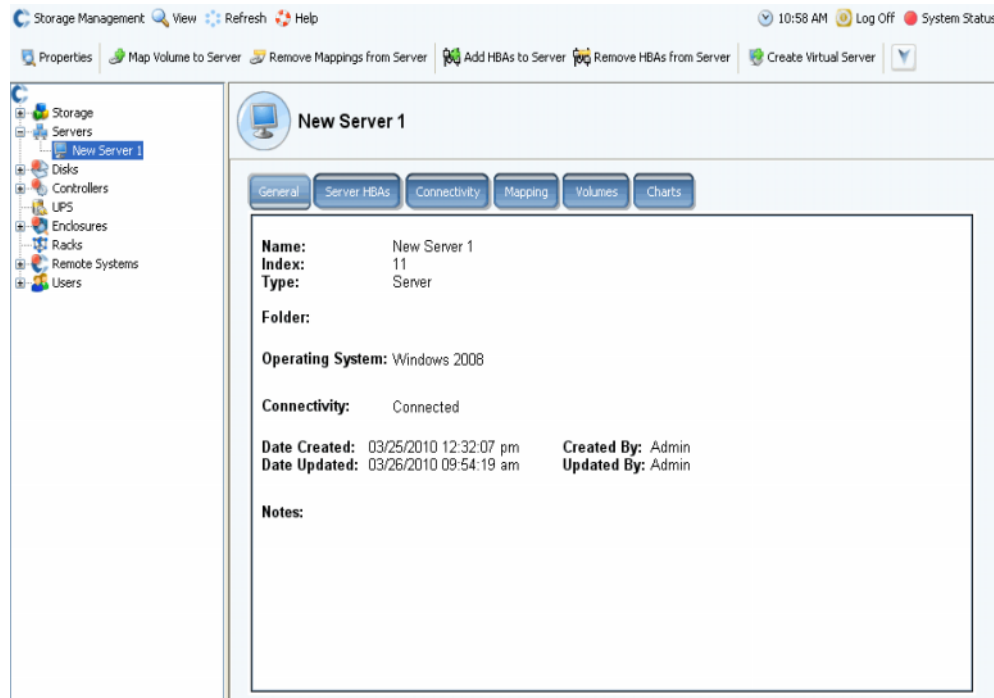 Storage Management View Refresh Help 10:58 AM Log Off System Status
Properties Map Volume to Server Remove Mappings from Server Add HBAs to Server Remove HBAs from Server Create Virtual Server
Storage
Servers
New Server 1
Disks
Controllers
UPS
Enclosures
Racks
Remote Systems
Users
New Server 1
General Server HBAs Connectivity Mapping Volumes Charts
Name: New Server 1
Index: 11
Type: Server
Folder:
Operating System: Windows 2008
Connectivity: Connected
Date Created: 03/25/2010 12:32:07 pm Created By: Admin
Date Updated: 03/26/2010 09:54:19 am Updated By: Admin
Notes: